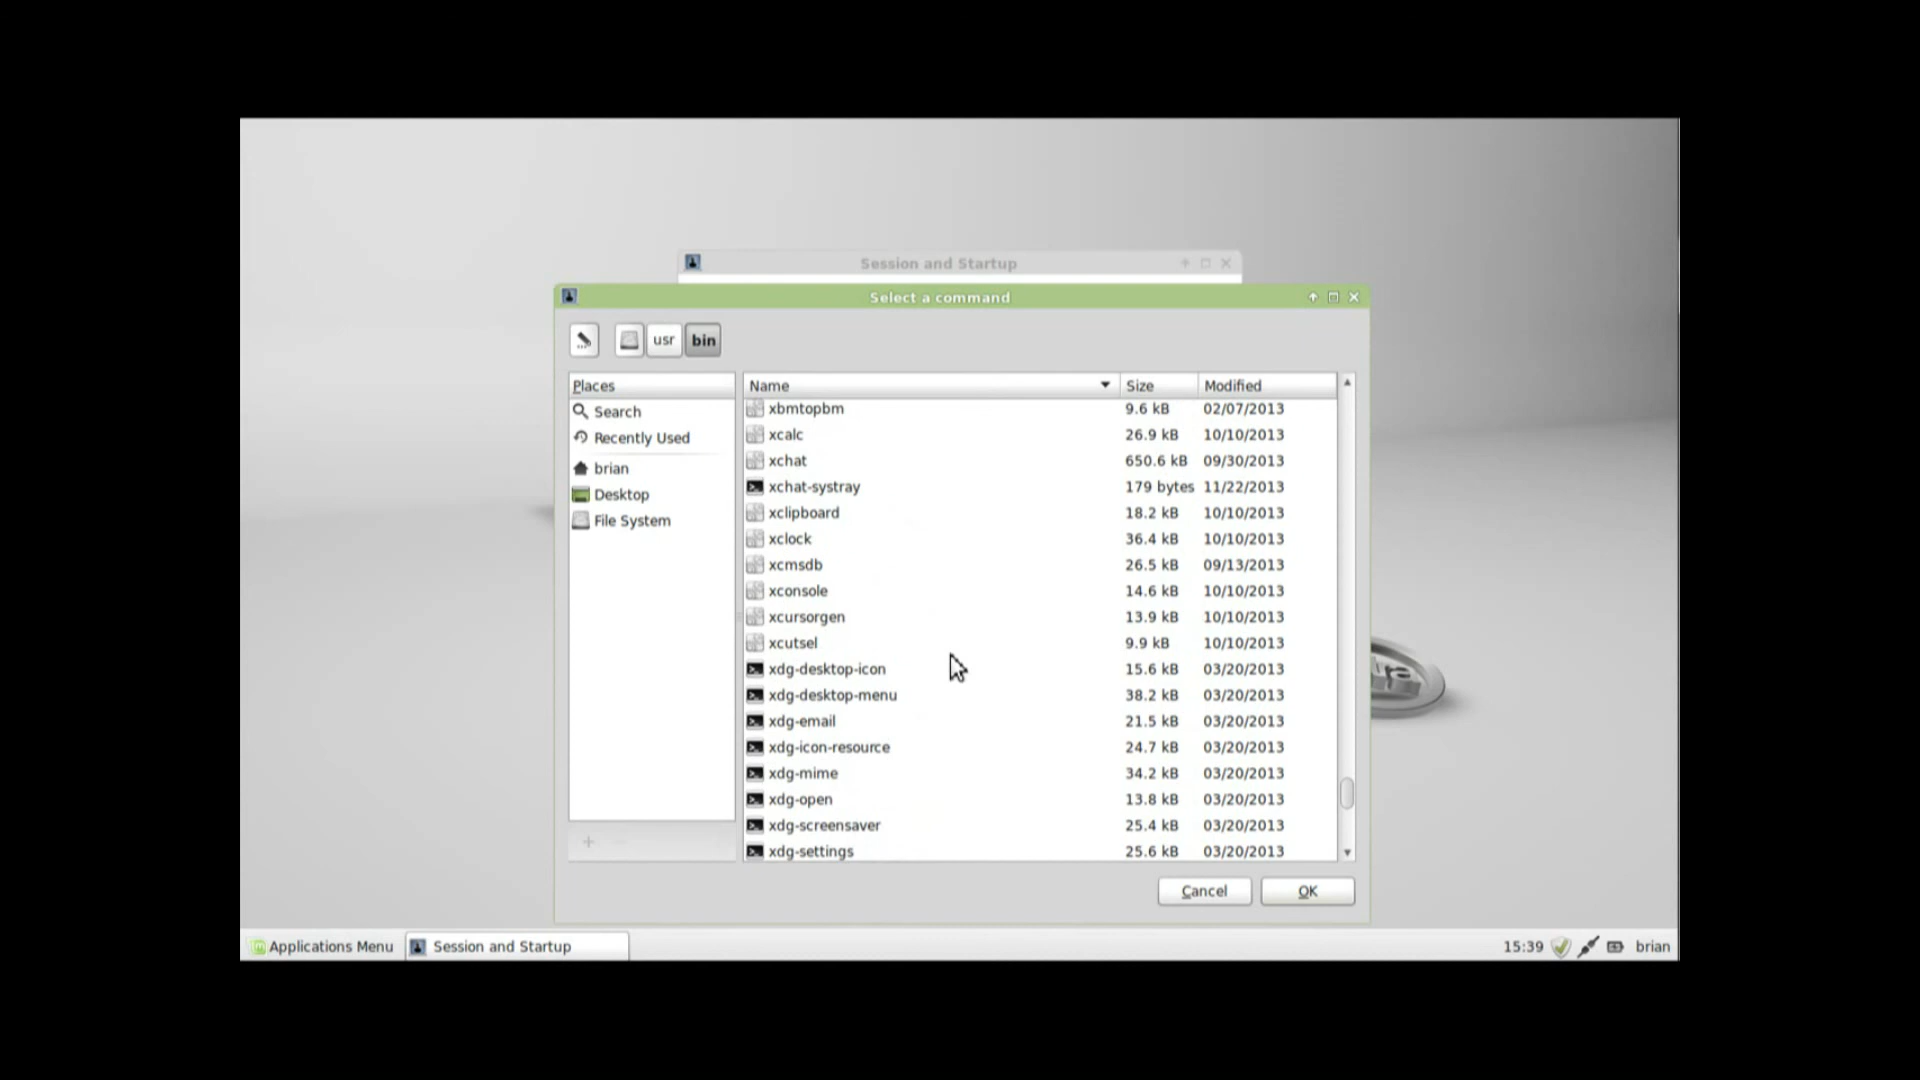 Session and Startup
Select a command
usr bin
Places
Search
Recently Used
brian
Desktop
File System
Name Size Modified
xbmtopbm 9.6 kB 02/07/2013
xcalc 26.9 kB 10/10/2013
xchat 650.6 kB 09/30/2013
xchat-systray 179 bytes 11/22/2013
xclipboard 18.2 kB 10/10/2013
xclock 36.4 kB 10/10/2013
xcmsdb 26.5 kB 09/13/2013
xconsole 14.6 kB 10/10/2013
xcursorgen 13.9 kB 10/10/2013
xcutsel 9.9 kB 10/10/2013
xdg-desktop-icon 15.6 kB 03/20/2013
xdg-desktop-menu 38.2 kB 03/20/2013
xdg-email 21.5 kB 03/20/2013
xdg-icon-resource 24.7 kB 03/20/2013
xdg-mime 34.2 kB 03/20/2013
xdg-open 13.8 kB 03/20/2013
xdg-screensaver 25.4 kB 03/20/2013
xdg-settings 25.6 kB 03/20/2013
Cancel OK
Applications Menu Session and Startup 15:39 brian